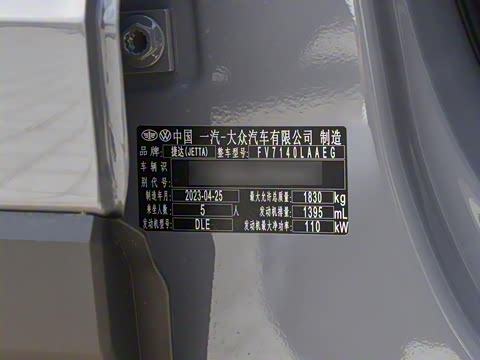 中国 一汽-大众汽车有限公司 制造
品牌: 捷达(JETTA) 整车型号: FV7140LAAEG
车辆识
别代号:
制造年月 2023-04-25 最大允许总质量: 1830 kg
乘坐人数: 5 人 发动机排量: 1395 mL
发动机型号: DLE 发动机最大净功率: 110 kW